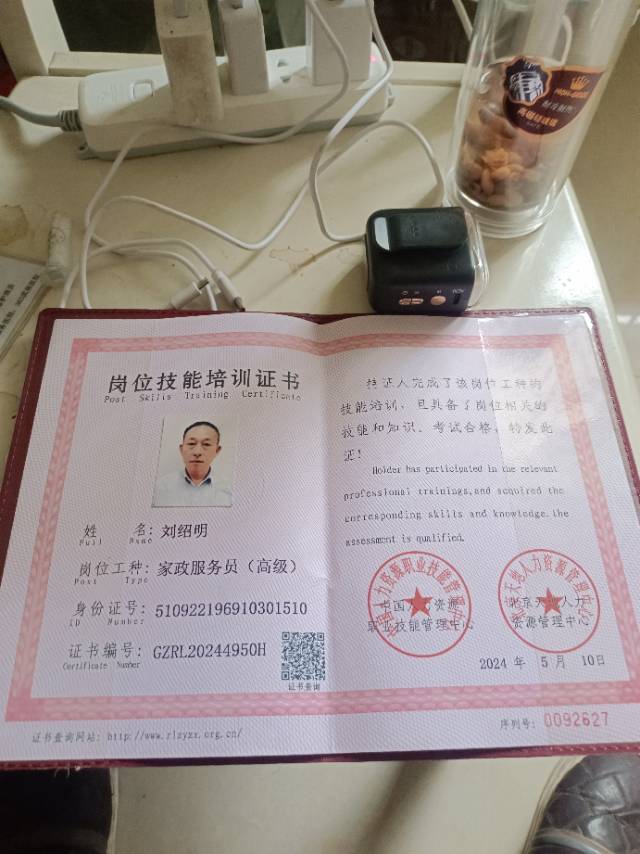 岗位技能培训证书
Post Skills Training Certificate
姓 名: 刘绍明
Full Name
岗位工种: 家政服务员（高级）
Post Type
身份证号: 510922196910301510
ID Number
证书编号: GZRL20244950H
Certificate Number
证书查询
证书查询网站: http://www.rlzyzx.org.cn/
持证人完成了该岗位工种的
技能培训，且具备了岗位相关的
技能和知识、考试合格，特发此
证！
Holder has participated in the relevant
professional trainings,and acquired the
corresponding skills and knowledge,the
assessment is qualified.
中国人力资源
职业技能管理中心
北京天地人力
资源管理中心
2024 年 5 月 10日
序列号: 0092627